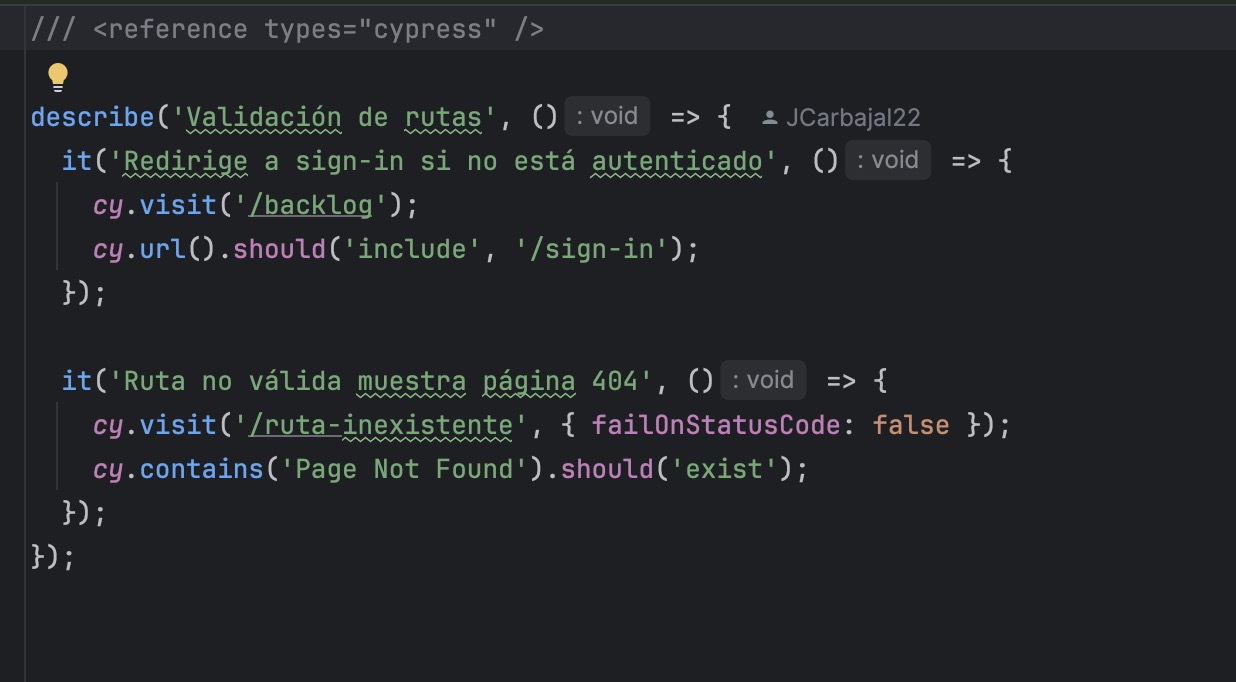 /// <reference types="cypress" />
describe('Validación de rutas', () : void => { JCarbajal22
it('Redirige a sign-in si no está autenticado', () : void => {
cy.visit('/backlog');
cy.url().should('include', '/sign-in');
});
it('Ruta no válida muestra página 404', () : void => {
cy.visit('/ruta-inexistente', { failOnStatusCode: false });
cy.contains('Page Not Found').should('exist');
});
});